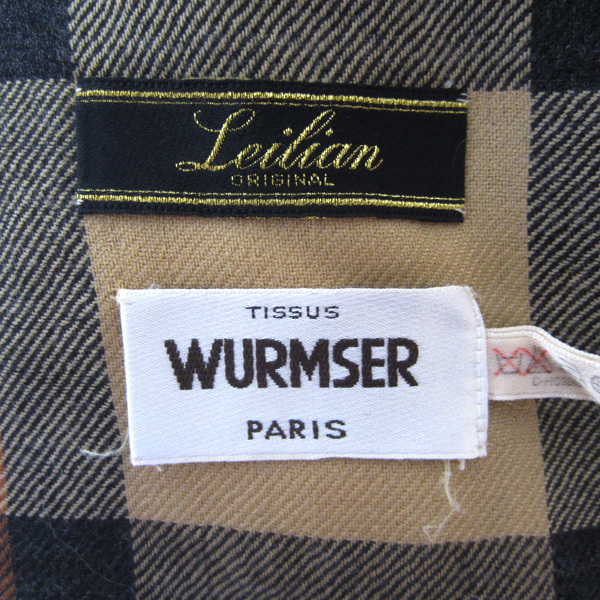 Leilian
ORIGINAL
TISSUS
WURMSER
PARIS